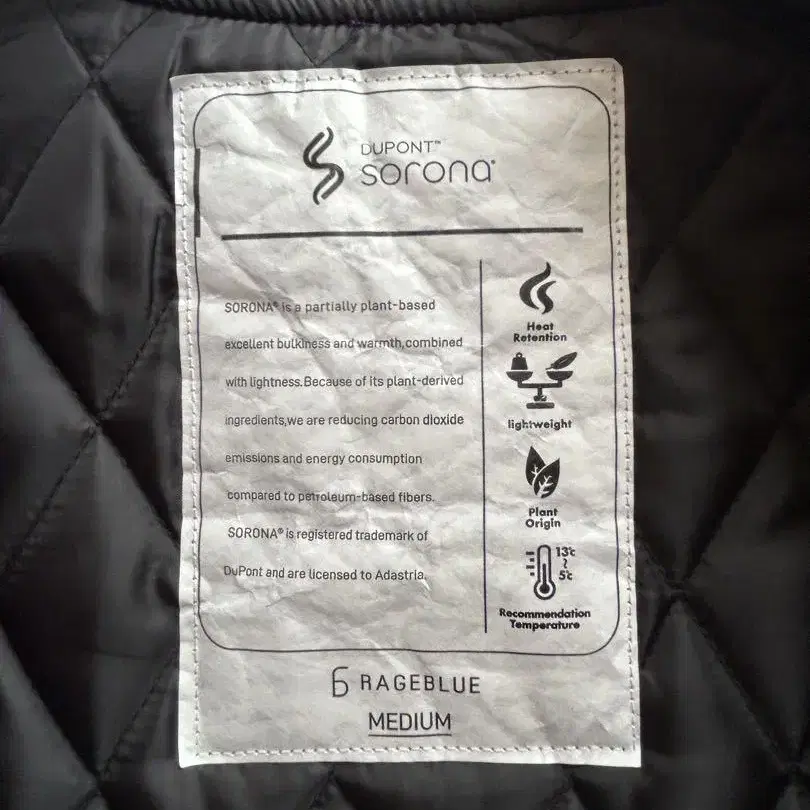 DUPONT™
sorona®
SORONA® is a partially plant-based
excellent bulkiness and warmth,combined
with lightness.Because of its plant-derived
ingredients,we are reducing carbon dioxide
emissions and energy consumption
compared to petroleum-based fibers.
SORONA® is registered trademark of
DuPont and are licensed to Adastria.
Heat
Retention
lightweight
Plant
Origin
13℃
~
5℃
Recommendation
Temperature
RAGEBLUE
MEDIUM